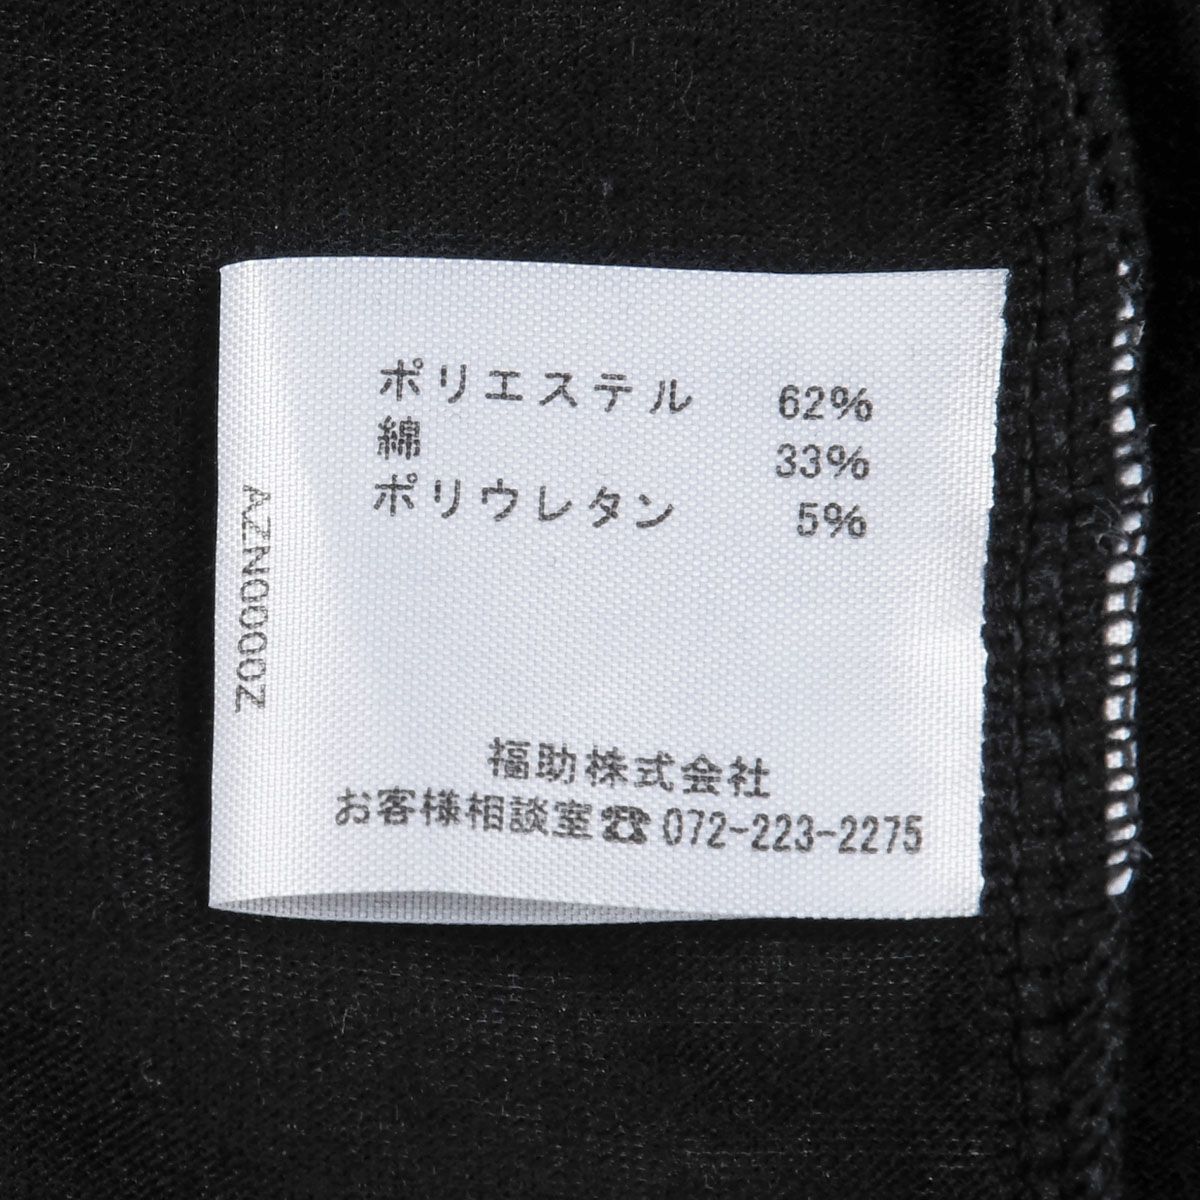 ポリエステル 62%
綿 33%
ポリウレタン 5%
AZN000Z
福助株式会社
お客様相談室☎072-223-2275